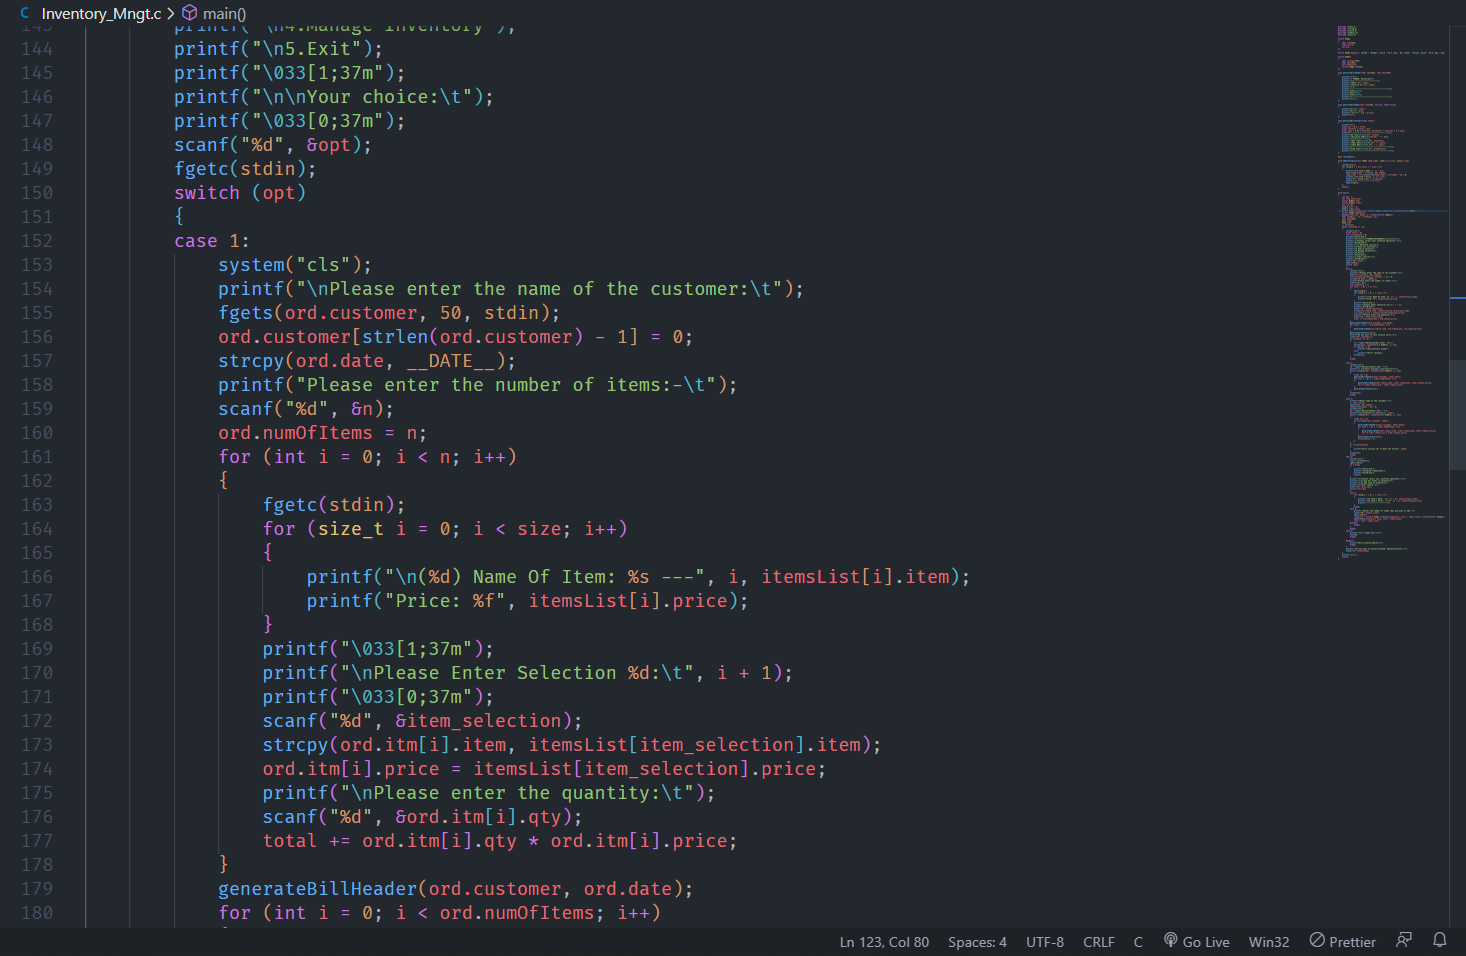 Inventory_Mngt.c > main()
143 printf("\n4.Manage Inventory");
144 printf("\n5.Exit");
145 printf("\033[1;37m");
146 printf("\n\nYour choice:\t");
147 printf("\033[0;37m");
148 scanf("%d", &opt);
149 fgetc(stdin);
150 switch (opt)
151 {
152 case 1:
153 system("cls");
154 printf("\nPlease enter the name of the customer:\t");
155 fgets(ord.customer, 50, stdin);
156 ord.customer[strlen(ord.customer) - 1] = 0;
157 strcpy(ord.date, __DATE__);
158 printf("Please enter the number of items:-\t");
159 scanf("%d", &n);
160 ord.numOfItems = n;
161 for (int i = 0; i < n; i++)
162 {
163 fgetc(stdin);
164 for (size_t i = 0; i < size; i++)
165 {
166 printf("\n(%d) Name Of Item: %s ---", i, itemsList[i].item);
167 printf("Price: %f", itemsList[i].price);
168 }
169 printf("\033[1;37m");
170 printf("\nPlease Enter Selection %d:\t", i + 1);
171 printf("\033[0;37m");
172 scanf("%d", &item_selection);
173 strcpy(ord.itm[i].item, itemsList[item_selection].item);
174 ord.itm[i].price = itemsList[item_selection].price;
175 printf("\nPlease enter the quantity:\t");
176 scanf("%d", &ord.itm[i].qty);
177 total += ord.itm[i].qty * ord.itm[i].price;
178 }
179 generateBillHeader(ord.customer, ord.date);
180 for (int i = 0; i < ord.numOfItems; i++)
Ln 123, Col 80 Spaces: 4 UTF-8 CRLF C Go Live Win32 Prettier